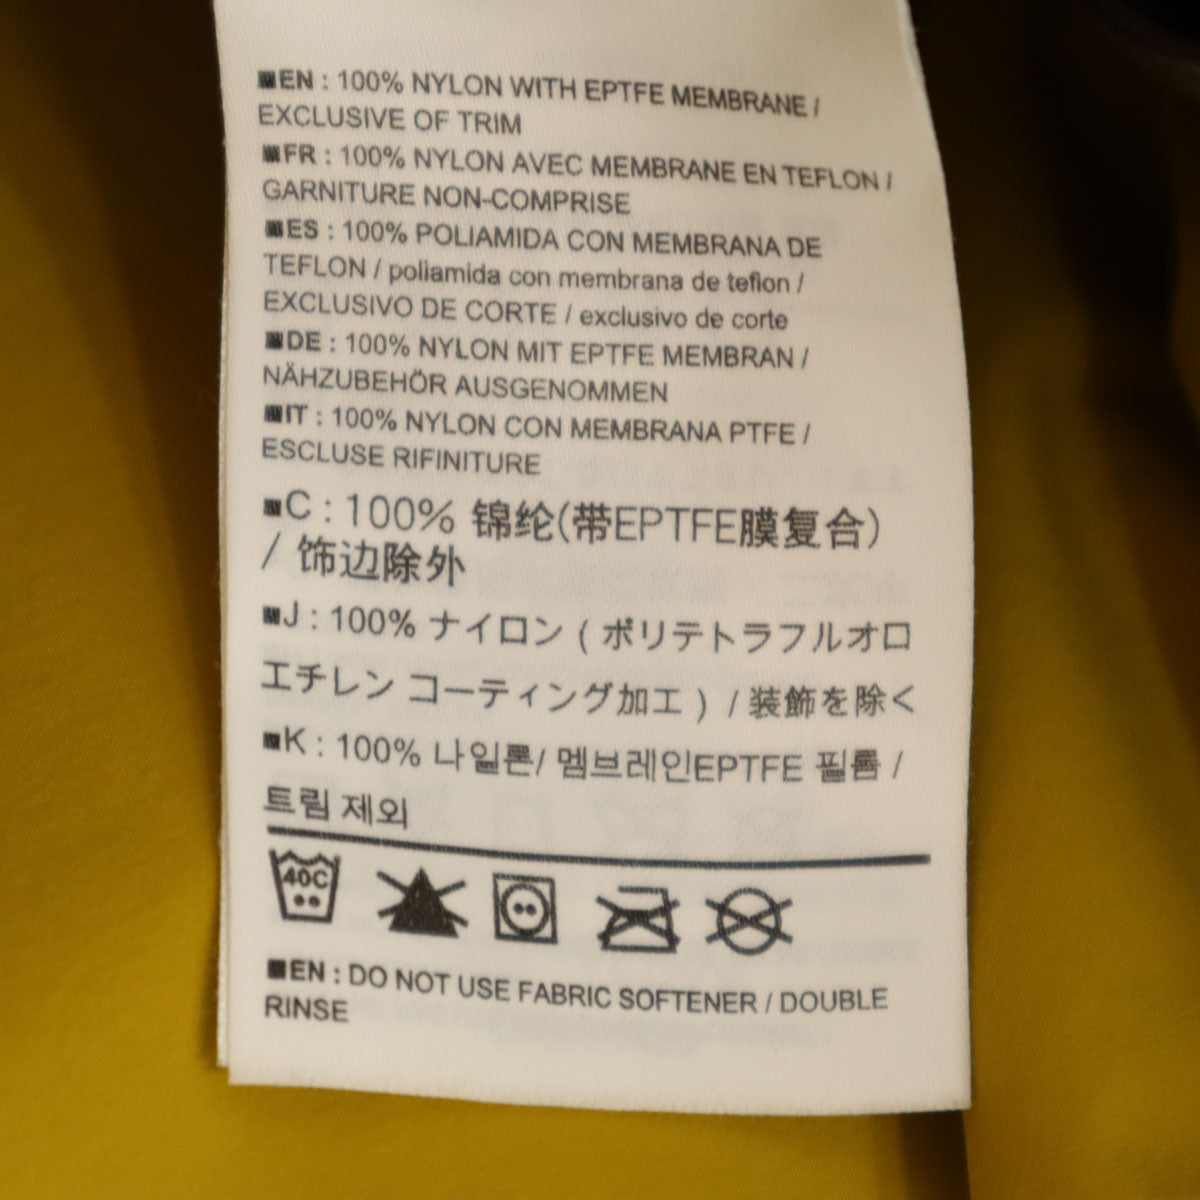 EN : 100% NYLON WITH EPTFE MEMBRANE /
EXCLUSIVE OF TRIM
FR : 100% NYLON AVEC MEMBRANE EN TEFLON /
GARNITURE NON-COMPRISE
ES : 100% POLIAMIDA CON MEMBRANA DE
TEFLON / poliamida con membrana de teflon /
EXCLUSIVO DE CORTE / exclusivo de corte
DE : 100% NYLON MIT EPTFE MEMBRAN /
NÄHZUBEHÖR AUSGENOMMEN
IT : 100% NYLON CON MEMBRANA PTFE /
ESCLUSE RIFINITURE
C : 100% 锦纶(带EPTFE膜复合)
/ 饰边除外
J : 100% ナイロン ( ポリテトラフルオロ
エチレン コーティング加工 ) / 装飾を除く
K : 100% 나일론/ 멤브레인EPTFE 필름 /
트림 제외
40C
EN : DO NOT USE FABRIC SOFTENER / DOUBLE
RINSE